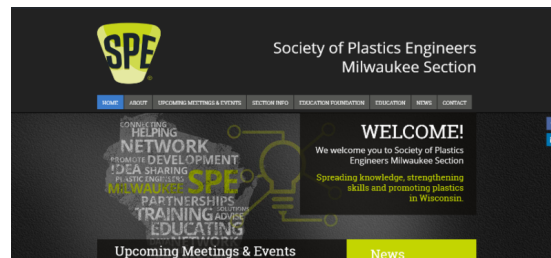 SPE
Society of Plastics Engineers
Milwaukee Section
HOME ABOUT UPCOMING MEETINGS & EVENTS SECTION INFO EDUCATION FOUNDATION EDUCATION NEWS CONTACT
CONNECTING
HELPING
NETWORK
PROMOTE DEVELOPMENT
IDEA SHARING
PLASTIC ENGINEERS
MILWAUKEE SPE
PARTNERSHIPS
SOLUTIONS
TRAINING ADVISE
EDUCATING
NETWORK
WELCOME!
We welcome you to Society of Plastics
Engineers Milwaukee Section
Spreading knowledge, strengthening
skills and promoting plastics
in Wisconsin.
Upcoming Meetings & Events
News